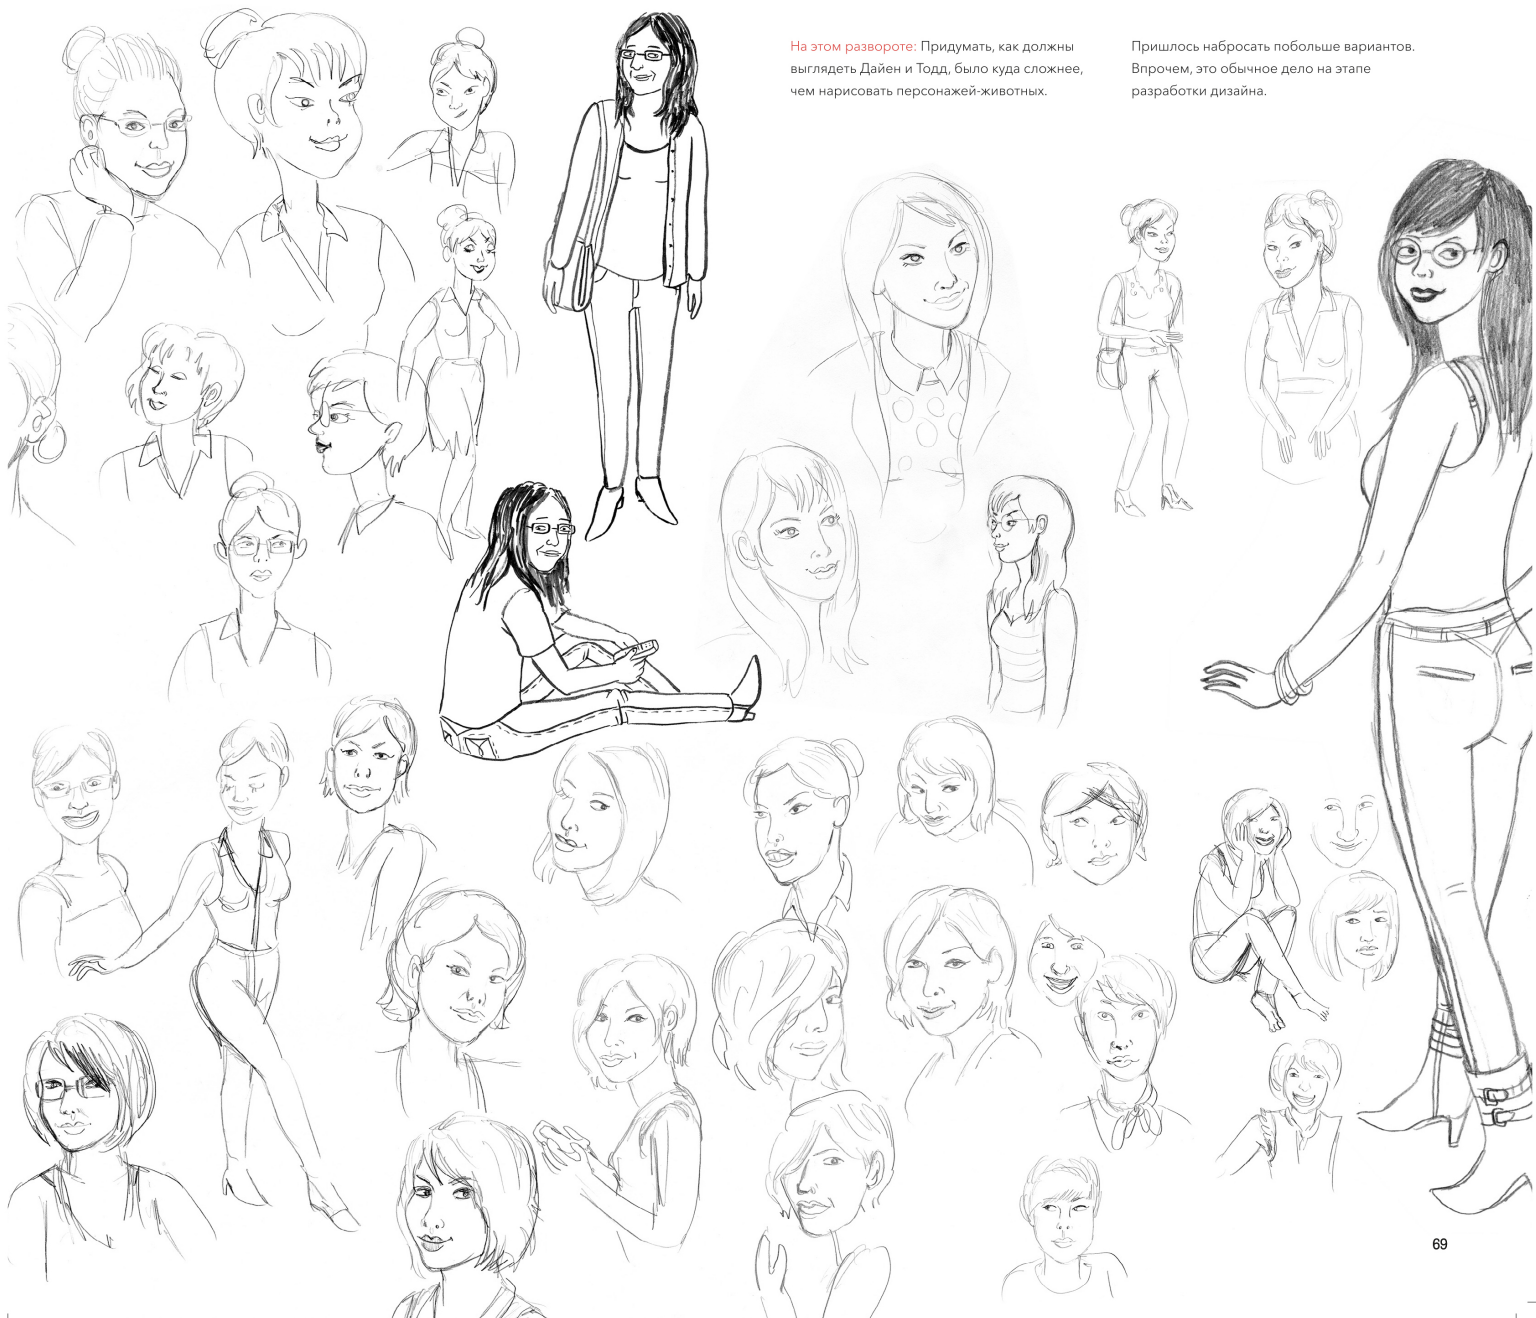 На этом развороте: Придумать, как должны
выглядеть Дайен и Тодд, было куда сложнее,
чем нарисовать персонажей-животных.
Пришлось набросать побольше вариантов.
Впрочем, это обычное дело на этапе
разработки дизайна.
69